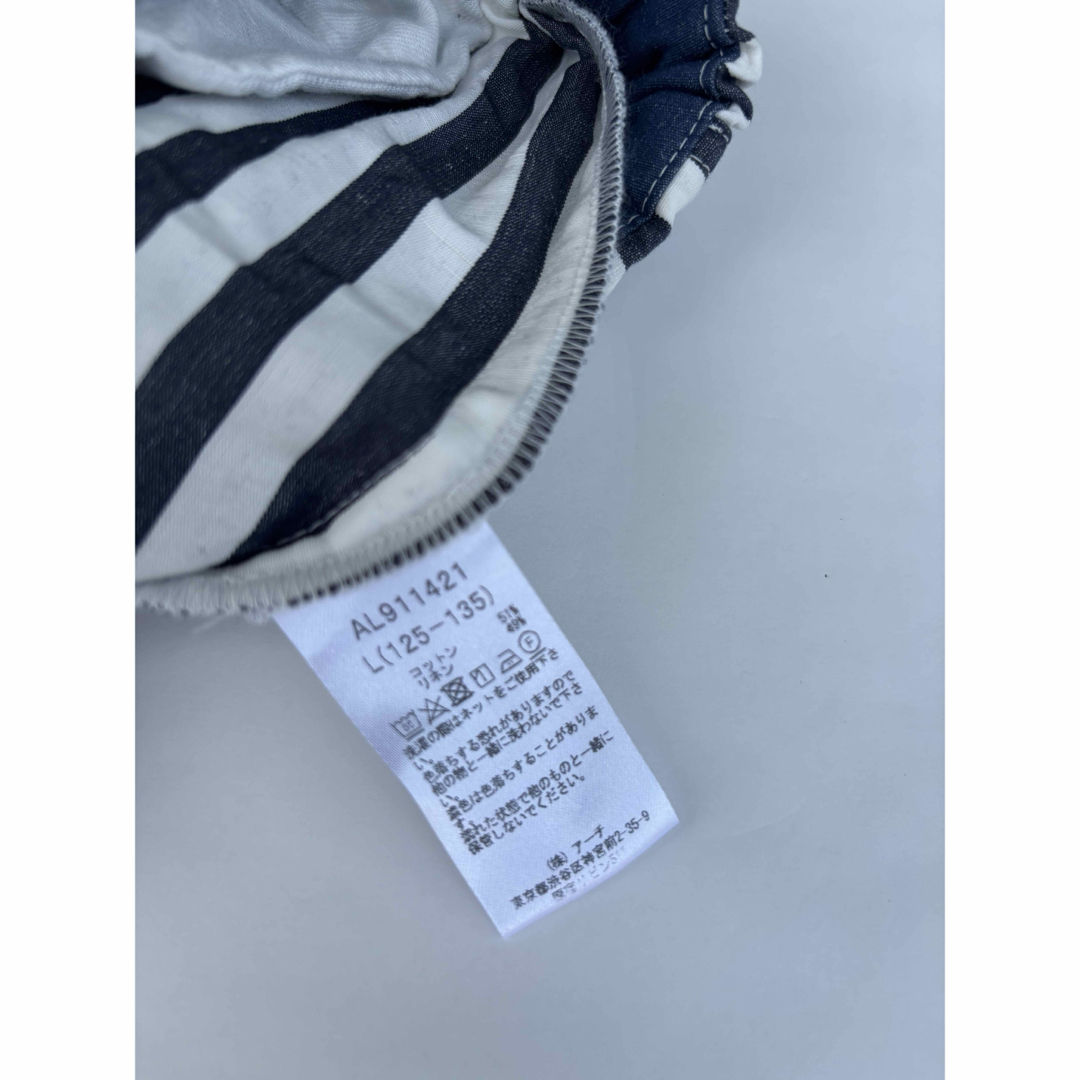 AL911421
L(125-135)
コットン 51%
リネン 49%
洗濯の際はネットをご使用下さ
い。
色落ちする恐れがありますので
他の物と一緒に洗わないで下さ
い。
濃色は色落ちすることがありま
す。
濡れた状態で他のものと一緒に
保管しないでください。
(株) アーチ
東京都渋谷区神宮前2-35-9